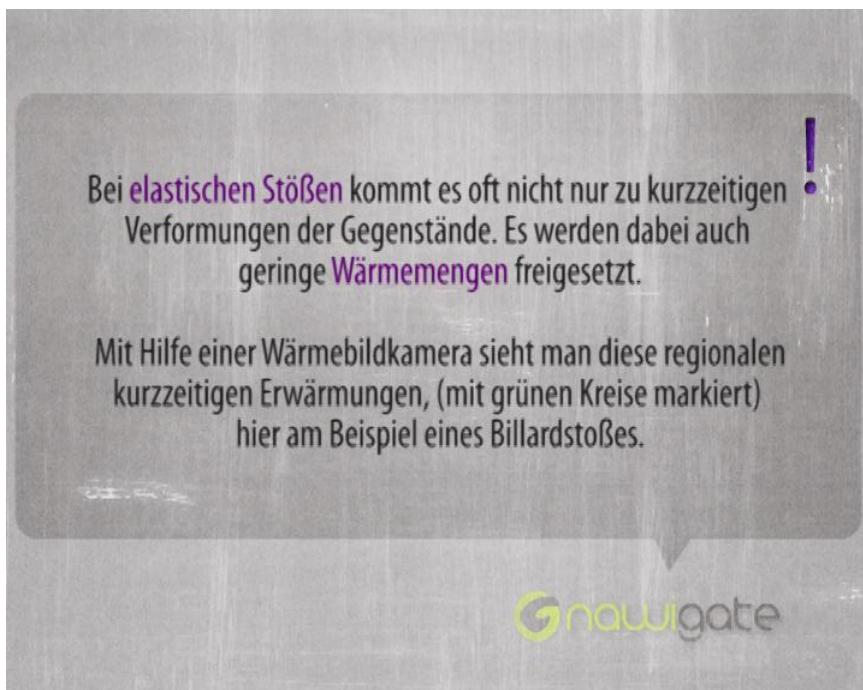 !
Bei elastischen Stößen kommt es oft nicht nur zu kurzzeitigen
Verformungen der Gegenstände. Es werden dabei auch
geringe Wärmemengen freigesetzt.
Mit Hilfe einer Wärmebildkamera sieht man diese regionalen
kurzzeitigen Erwärmungen, (mit grünen Kreise markiert)
hier am Beispiel eines Billardstoßes.
Gnawigate